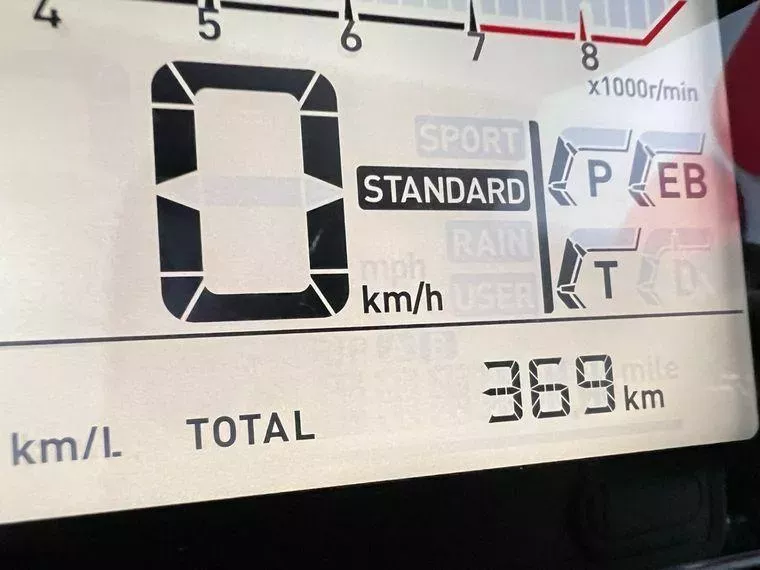 4 5 6 7 8
x1000r/min
SPORT
STANDARD
P EB
RAIN
mph
0 km/h
USER
T D
mile
369 km
km/L TOTAL